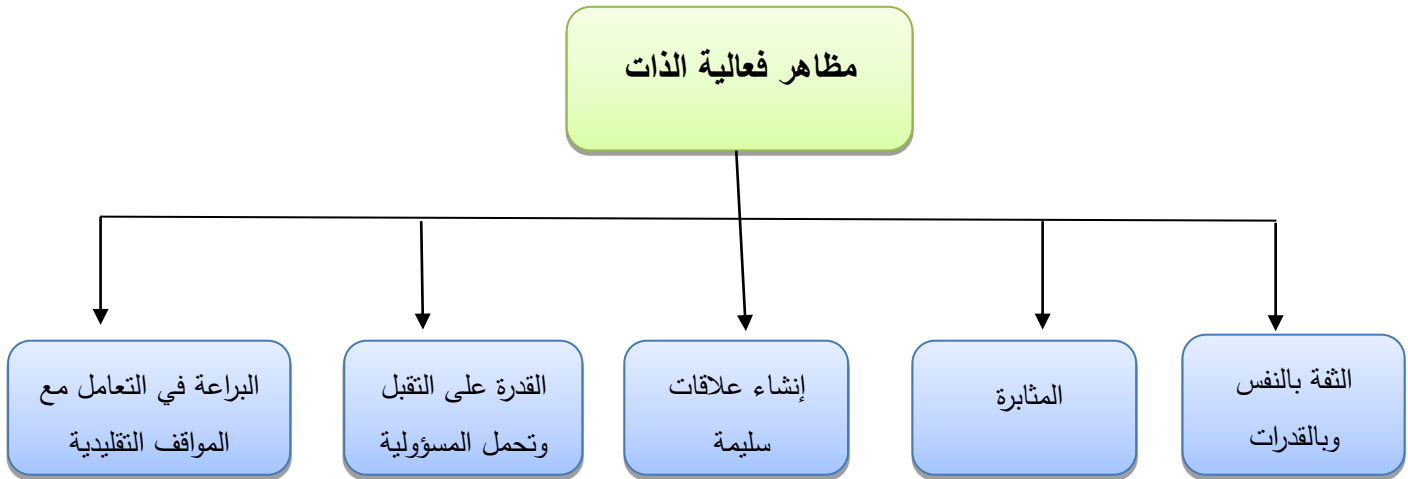 مظاهر فعالية الذات
الثفة بالنفس
وبالقدرات
المثابرة
إنشاء علاقات
سليمة
القدرة على التقبل
وتحمل المسؤولية
البراعة في التعامل مع
المواقف التقليدية